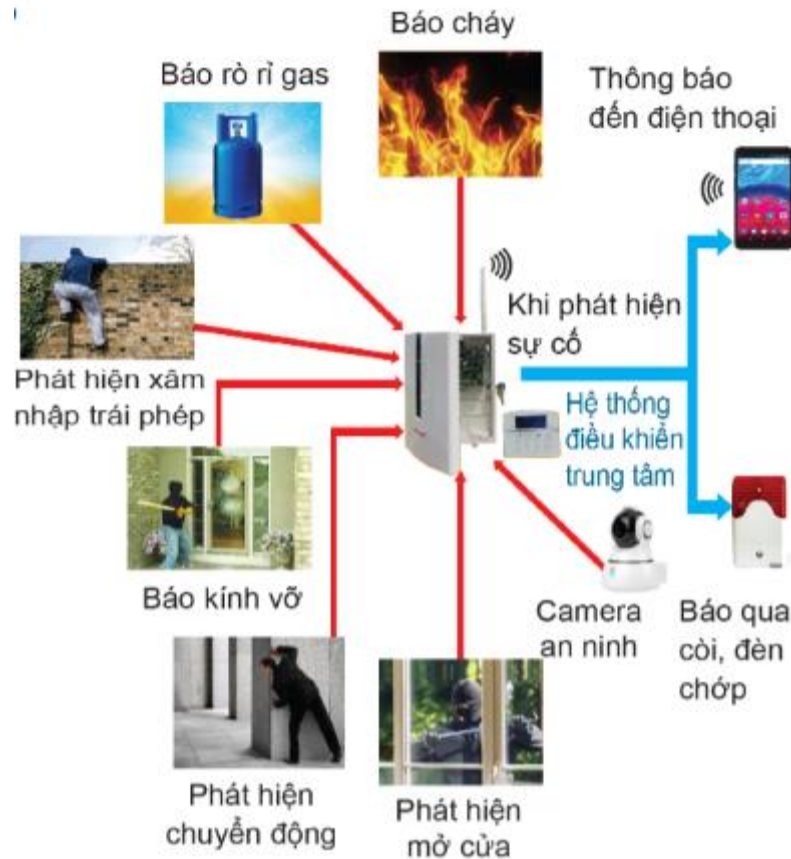 Báo cháy
Báo rò rỉ gas
Thông báo
đến điện thoại
Khi phát hiện
sự cố
Phát hiện xâm
nhập trái phép
Hệ thống
điều khiển
trung tâm
Báo kính vỡ
Camera
an ninh
Báo qua
còi, đèn
chớp
Phát hiện
chuyển động
Phát hiện
mở cửa